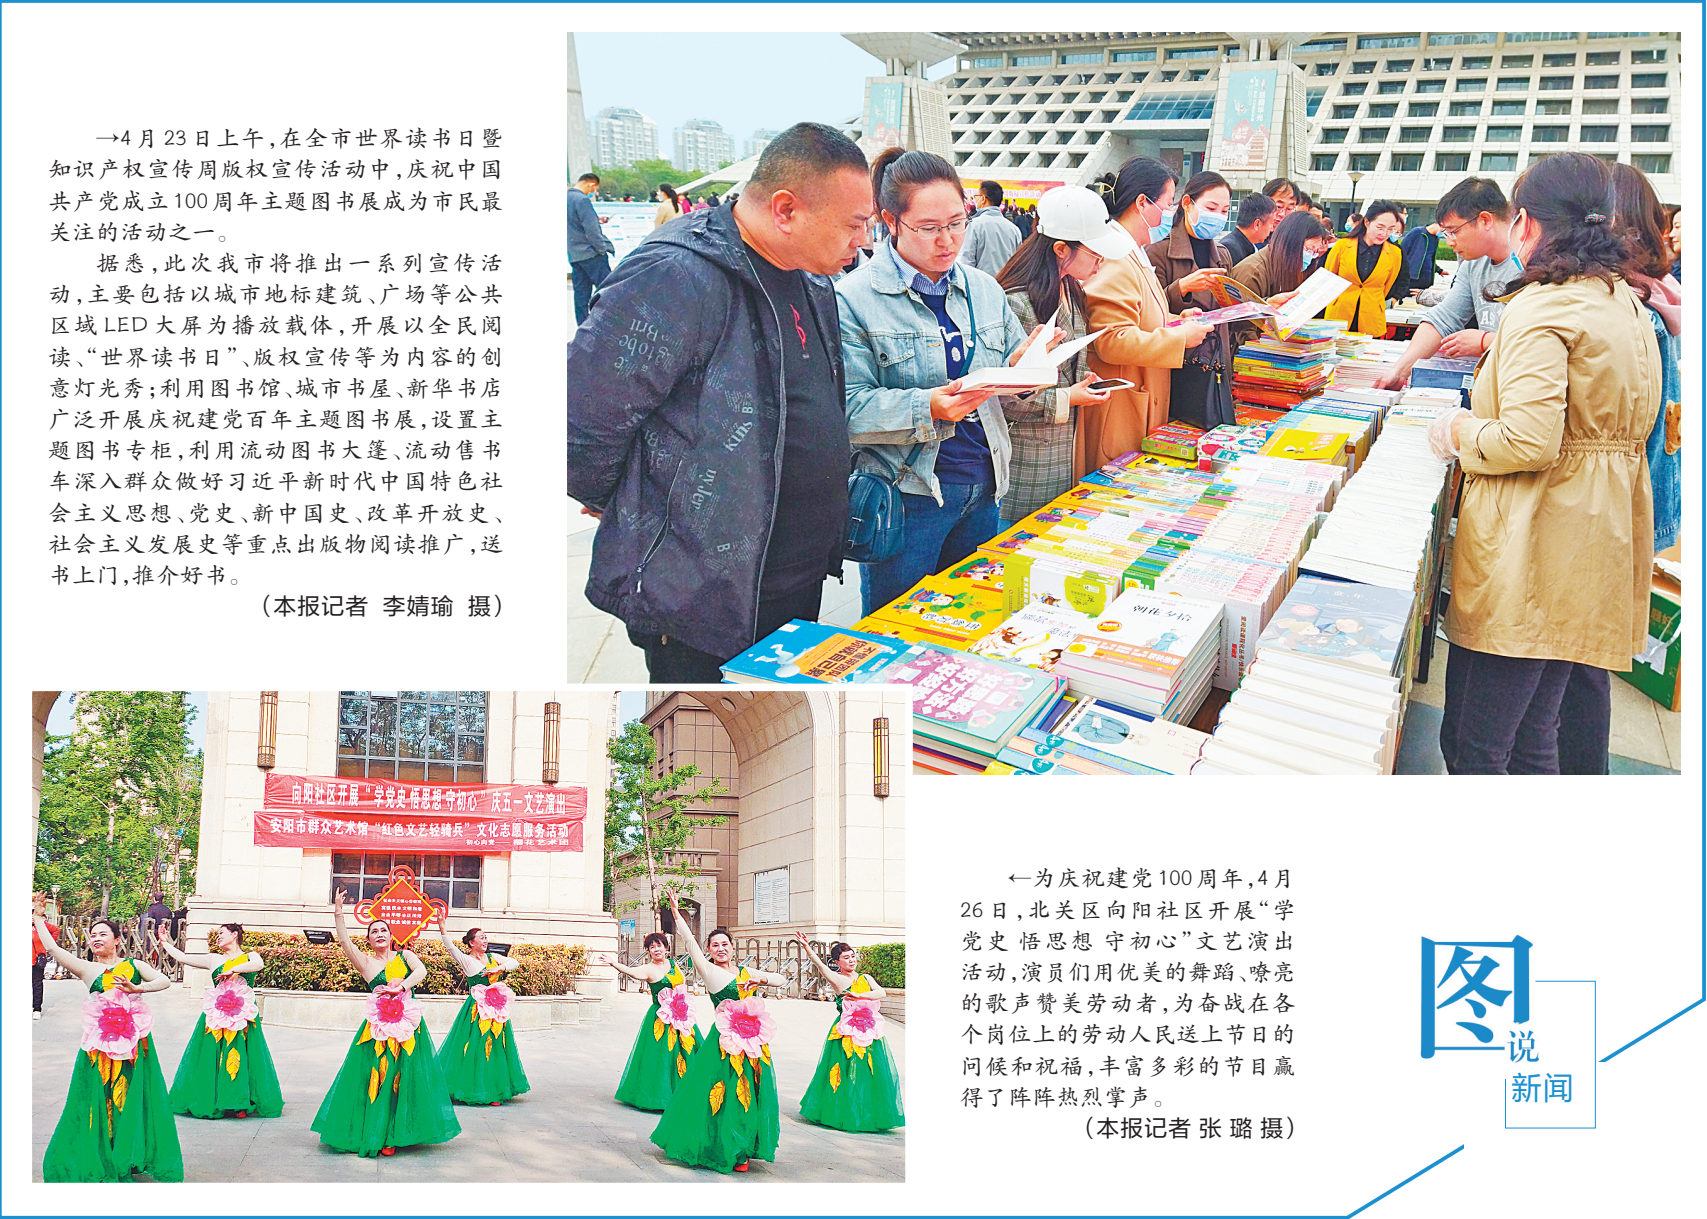 →4月23日上午,在全市世界读书日暨
知识产权宣传周版权宣传活动中,庆祝中国
共产党成立100周年主题图书展成为市民最
关注的活动之一。
据悉,此次我市将推出一系列宣传活
动,主要包括以城市地标建筑、广场等公共
区域LED大屏为播放载体,开展以全民阅
读、“世界读书日”、版权宣传等为内容的创
意灯光秀;利用图书馆、城市书屋、新华书店
广泛开展庆祝建党百年主题图书展,设置主
题图书专柜,利用流动图书大篷、流动售书
车深入群众做好习近平新时代中国特色社
会主义思想、党史、新中国史、改革开放史、
社会主义发展史等重点出版物阅读推广,送
书上门,推介好书。
(本报记者 李婧瑜 摄)
朝花夕拾
童年
向阳社区开展“学党史 悟思想 守初心”庆五一文艺演出
安阳市群众艺术馆“红色文艺轻骑兵”文化志愿服务活动
←为庆祝建党100周年,4月
26日,北关区向阳社区开展“学
党史 悟思想 守初心”文艺演出
活动,演员们用优美的舞蹈、嘹亮
的歌声赞美劳动者,为奋战在各
个岗位上的劳动人民送上节日的
问候和祝福,丰富多彩的节目赢
得了阵阵热烈掌声。
(本报记者 张 璐 摄)
图
说
新闻